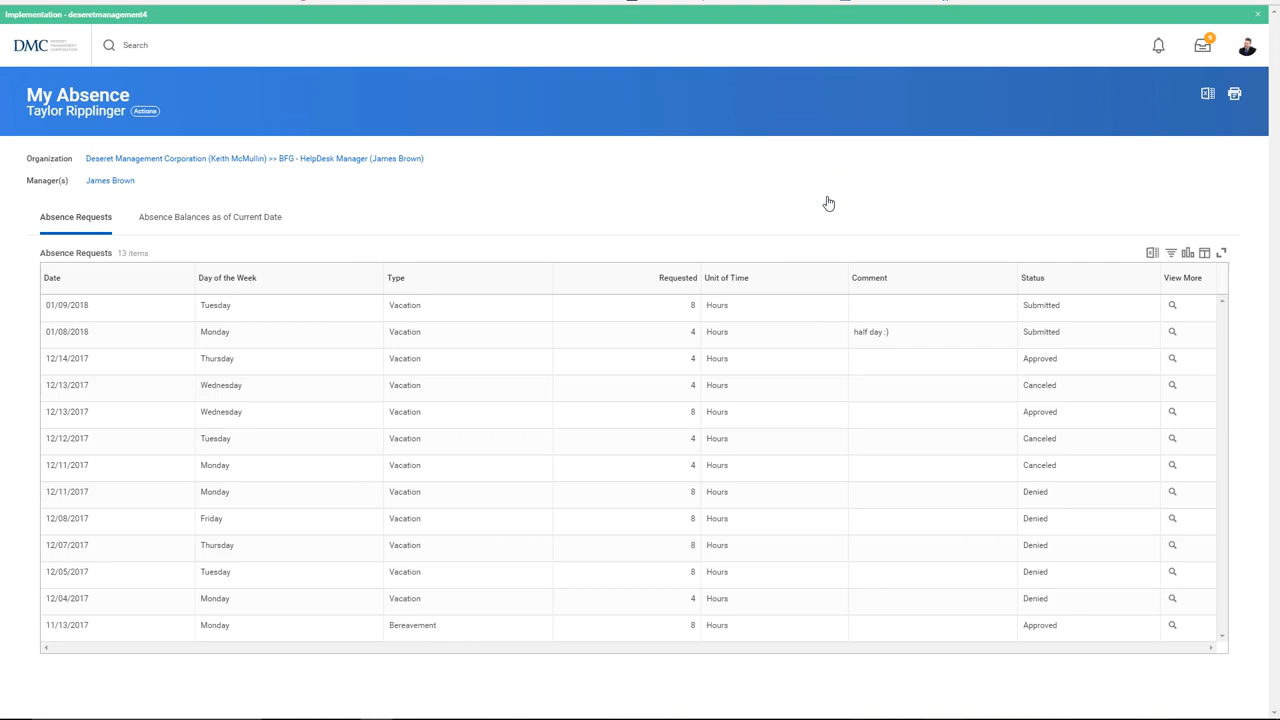 Implementation - deseretmanagement4
DMC DESERET MANAGEMENT CORPORATION Search 9
My Absence
Taylor Ripplinger Actions
Organization Deseret Management Corporation (Keith McMullin) >> BFG - HelpDesk Manager (James Brown)
Manager(s) James Brown
Absence Requests Absence Balances as of Current Date
Absence Requests 13 items
Date Day of the Week Type Requested Unit of Time Comment Status View More
01/09/2018 Tuesday Vacation 8 Hours Submitted
01/08/2018 Monday Vacation 4 Hours half day :) Submitted
12/14/2017 Thursday Vacation 4 Hours Approved
12/13/2017 Wednesday Vacation 4 Hours Canceled
12/13/2017 Wednesday Vacation 8 Hours Approved
12/12/2017 Tuesday Vacation 4 Hours Canceled
12/11/2017 Monday Vacation 4 Hours Canceled
12/11/2017 Monday Vacation 8 Hours Denied
12/08/2017 Friday Vacation 8 Hours Denied
12/07/2017 Thursday Vacation 8 Hours Denied
12/05/2017 Tuesday Vacation 8 Hours Denied
12/04/2017 Monday Vacation 4 Hours Denied
11/13/2017 Monday Bereavement 8 Hours Approved